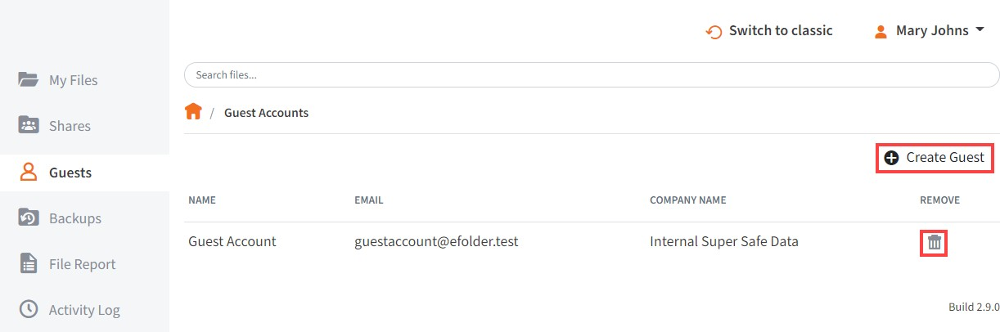 Switch to classic
Mary Johns
My Files
Shares
Guests
Backups
File Report
Activity Log
Search files...
/ Guest Accounts
Create Guest
NAME EMAIL COMPANY NAME REMOVE
Guest Account guestaccount@efolder.test Internal Super Safe Data
Build 2.9.0